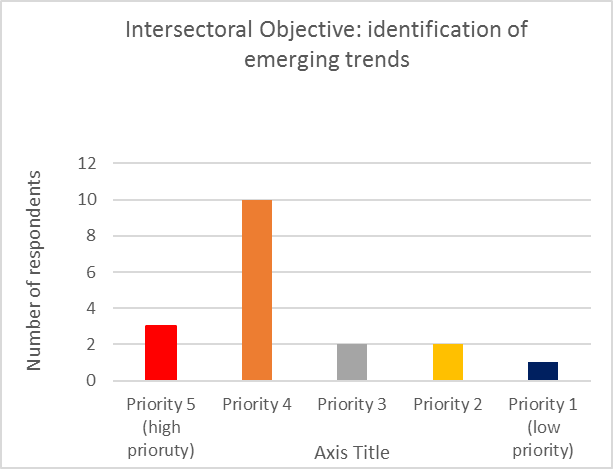 Intersectoral Objective: identification of
emerging trends
Number of respondents
12
10
8
6
4
2
0
Priority 5
(high
prioruty)
Priority 4
Priority 3
Priority 2
Priority 1
(low
priority)
Axis Title